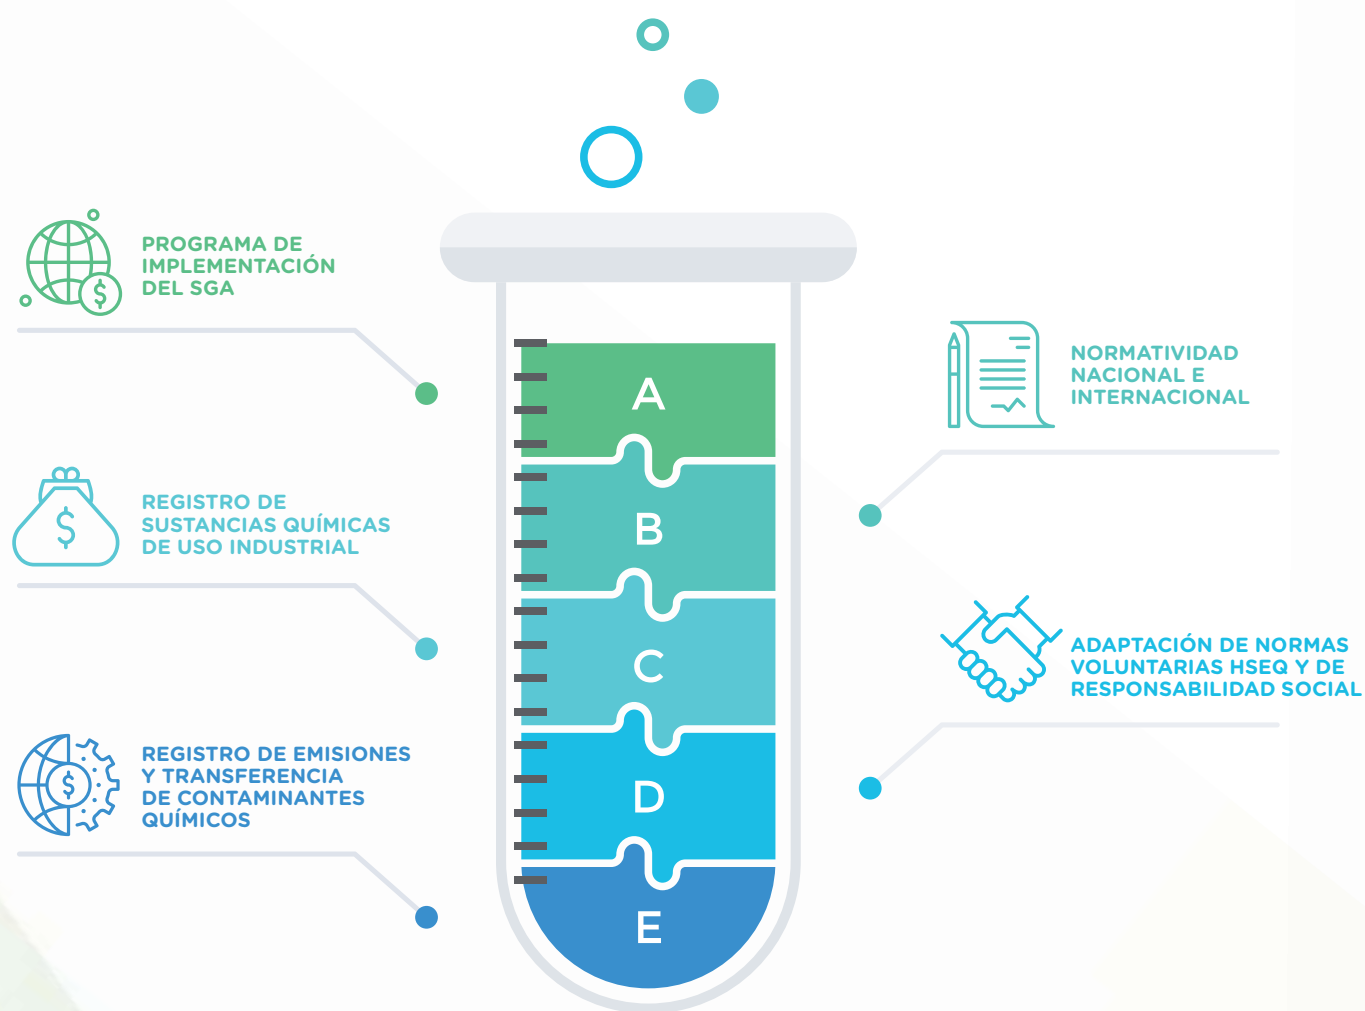 PROGRAMA DE
IMPLEMENTACIÓN
DEL SGA
$
REGISTRO DE
SUSTANCIAS QUÍMICAS
DE USO INDUSTRIAL
$
REGISTRO DE EMISIONES
Y TRANSFERENCIA
DE CONTAMINANTES
QUÍMICOS
$
A
B
C
D
E
NORMATIVIDAD
NACIONAL E
INTERNACIONAL
ADAPTACIÓN DE NORMAS
VOLUNTARIAS HSEQ Y DE
RESPONSABILIDAD SOCIAL